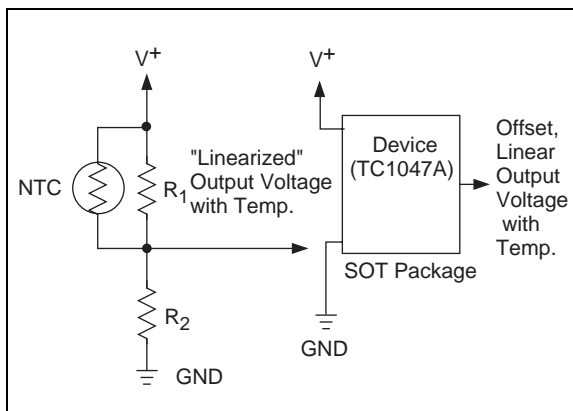 V+
NTC
R1
"Linearized"
Output Voltage
with Temp.
R2
GND
V+
Device
(TC1047A)
SOT Package
GND
Offset,
Linear
Output
Voltage
with
Temp.